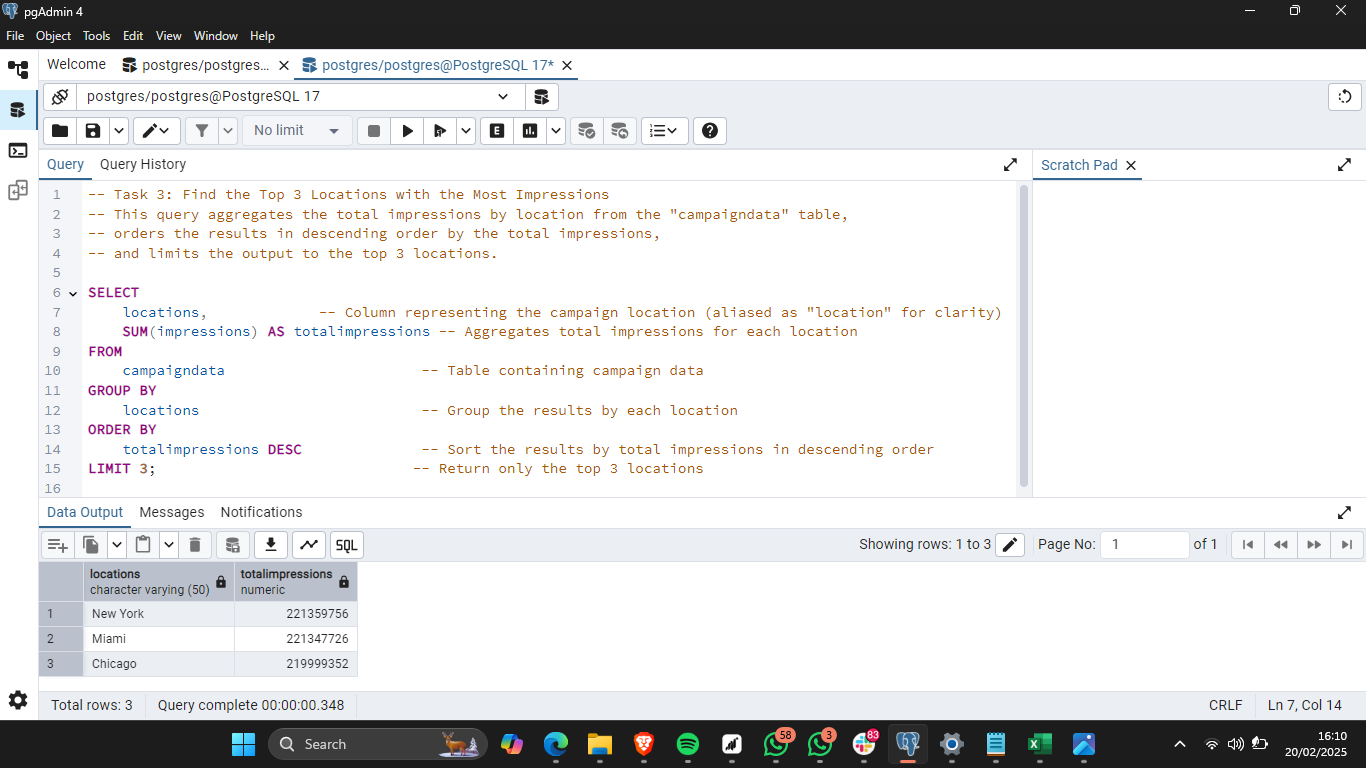 pgAdmin 4
File Object Tools Edit View Window Help
Welcome postgres/postgres... postgres/postgres@PostgreSQL 17*
postgres/postgres@PostgreSQL 17
No limit E
Query Query History Scratch Pad
1 -- Task 3: Find the Top 3 Locations with the Most Impressions
2 -- This query aggregates the total impressions by location from the "campaigndata" table,
3 -- orders the results in descending order by the total impressions,
4 -- and limits the output to the top 3 locations.
5
6 SELECT
7 locations, -- Column representing the campaign location (aliased as "location" for clarity)
8 SUM(impressions) AS totalimpressions -- Aggregates total impressions for each location
9 FROM
10 campaigndata -- Table containing campaign data
11 GROUP BY
12 locations -- Group the results by each location
13 ORDER BY
14 totalimpressions DESC -- Sort the results by total impressions in descending order
15 LIMIT 3; -- Return only the top 3 locations
16
Data Output Messages Notifications
SQL Showing rows: 1 to 3 Page No: 1 of 1
locations totalimpressions
character varying (50) numeric
1 New York 221359756
2 Miami 221347726
3 Chicago 219999352
Total rows: 3 Query complete 00:00:00.348 CRLF Ln 7, Col 14
Search 58 3 83 16:10
20/02/2025